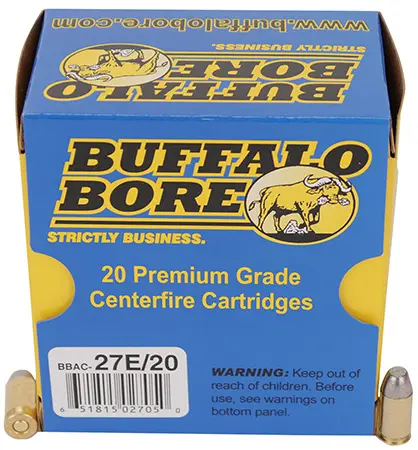 www.buffalobore.com
STRICTLY BUSINESS.
BUFFALO
BORE
BUFFALO
BORE
STRICTLY BUSINESS.
20 Premium Grade
Centerfire Cartridges
BBAC- 27E/20
6 51815 02705 0
WARNING: Keep out of
reach of children. Before
use, see warnings on
bottom panel.